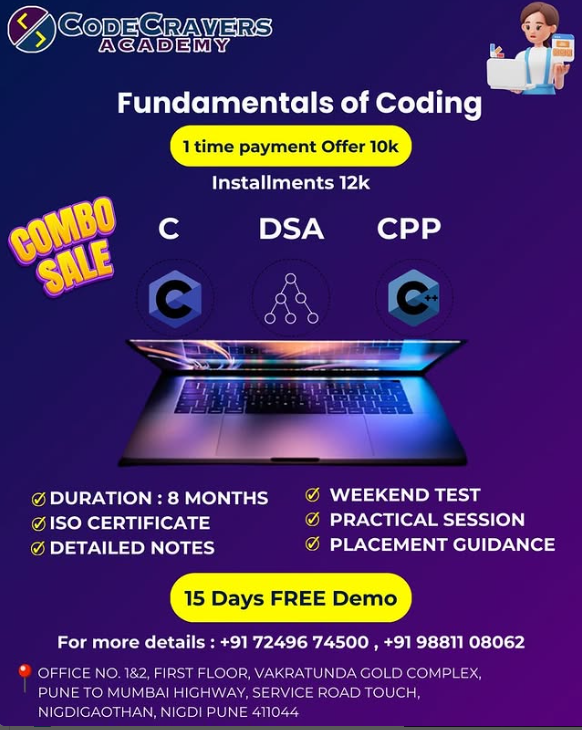 CODECRAVERS
ACADEMY
Fundamentals of Coding
1 time payment Offer 10k
Installments 12k
COMBO
SALE
C DSA CPP
C C++
DURATION : 8 MONTHS
ISO CERTIFICATE
DETAILED NOTES
WEEKEND TEST
PRACTICAL SESSION
PLACEMENT GUIDANCE
15 Days FREE Demo
For more details : +91 72496 74500 , +91 98811 08062
OFFICE NO. 1&2, FIRST FLOOR, VAKRATUNDA GOLD COMPLEX,
PUNE TO MUMBAI HIGHWAY, SERVICE ROAD TOUCH,
NIGDIGAOTHAN, NIGDI PUNE 411044